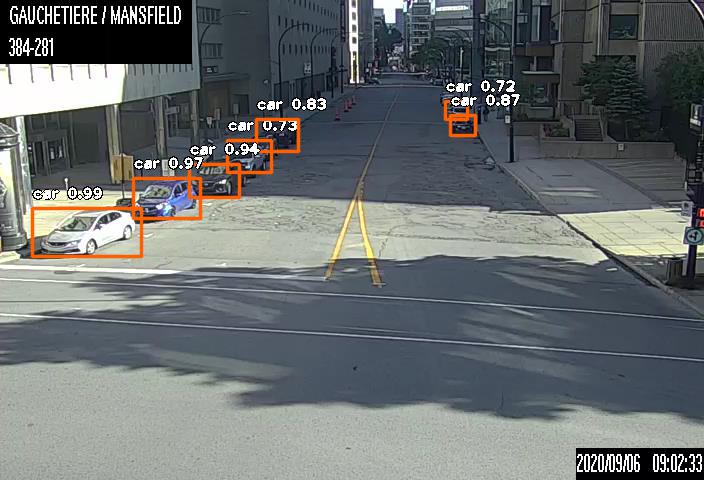 GAUCHETIERE / MANSFIELD
384-281
car 0.72
car 0.87
car 0.83
car 0.73
car 0.94
car 0.97
car 0.99
2020/09/06 09:02:33